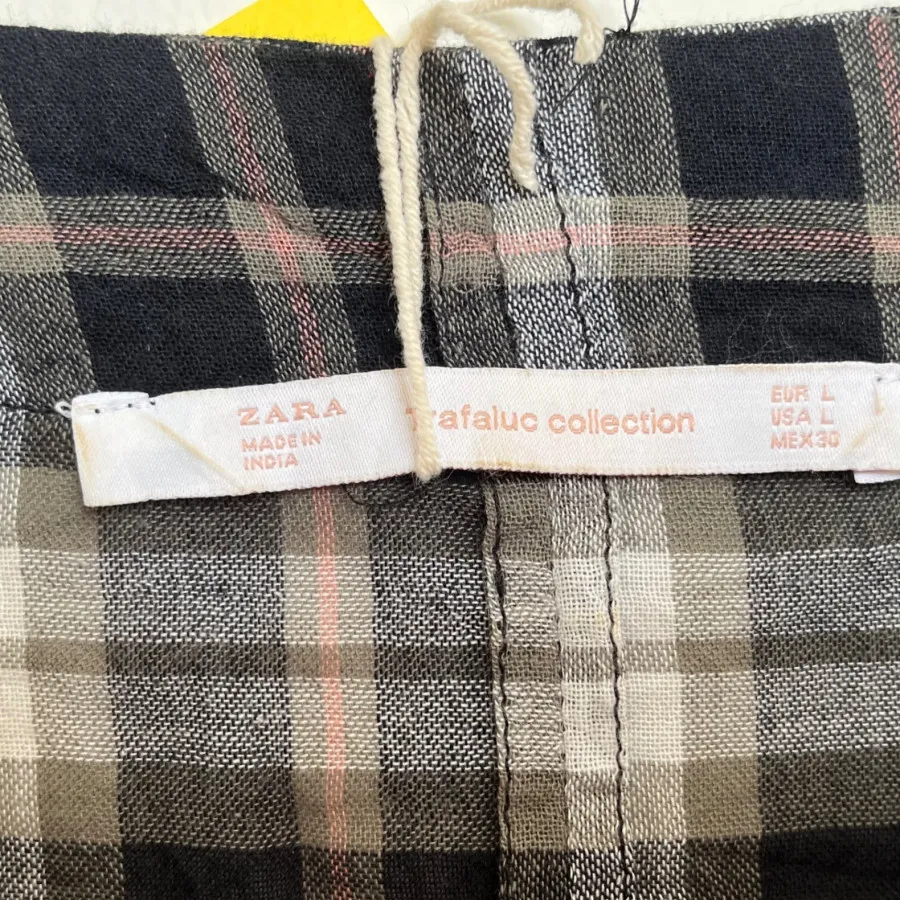 ZARA
MADE IN
INDIA
Trafaluc collection
EUR L
USA L
MEX 30